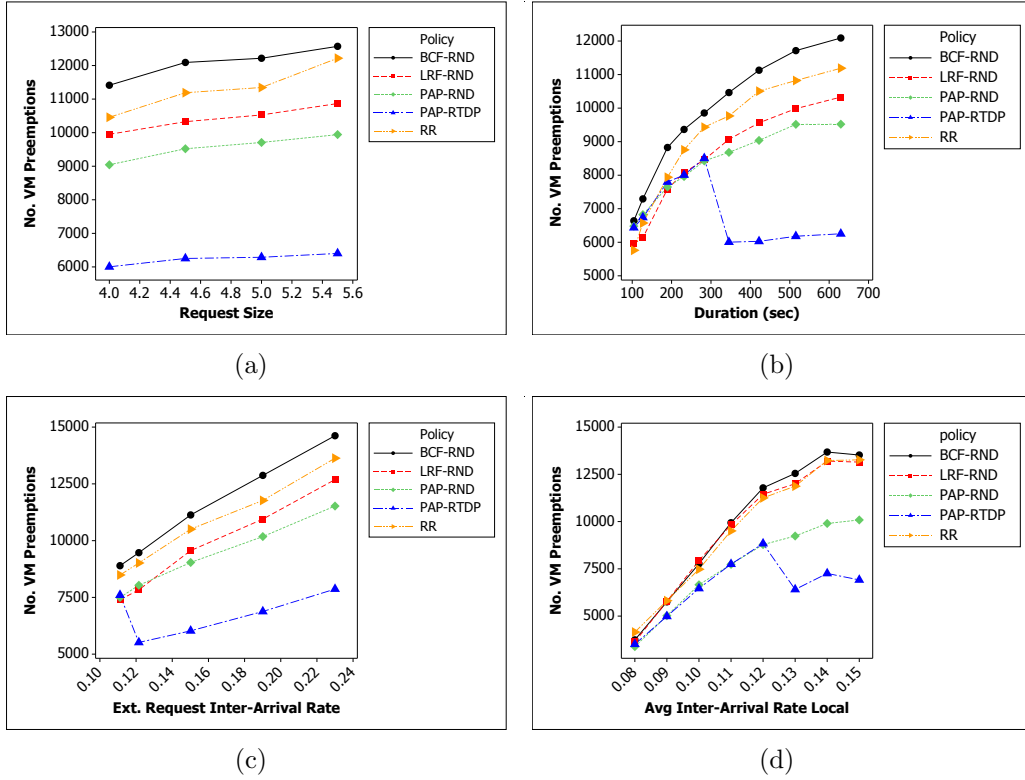 13000
12000
11000
10000
9000
8000
7000
6000
No. VM Preemptions
4.0 4.2 4.4 4.6 4.8 5.0 5.2 5.4 5.6
Request Size
Policy
BCF-RND
LRF-RND
PAP-RND
PAP-RTDP
RR
(a)
12000
11000
10000
9000
8000
7000
6000
5000
No. VM Preemptions
100 200 300 400 500 600 700
Duration (sec)
Policy
BCF-RND
LRF-RND
PAP-RND
PAP-RTDP
RR
(b)
15000
12500
10000
7500
5000
No. VM Preemptions
0.10 0.12 0.14 0.16 0.18 0.20 0.22 0.24
Ext. Request Inter-Arrival Rate
Policy
BCF-RND
LRF-RND
PAP-RND
PAP-RTDP
RR
(c)
15000
12500
10000
7500
5000
No. VM Preemptions
0.08 0.09 0.10 0.11 0.12 0.13 0.14 0.15
Avg Inter-Arrival Rate Local
policy
BCF-RND
LRF-RND
PAP-RND
PAP-RTDP
RR
(d)